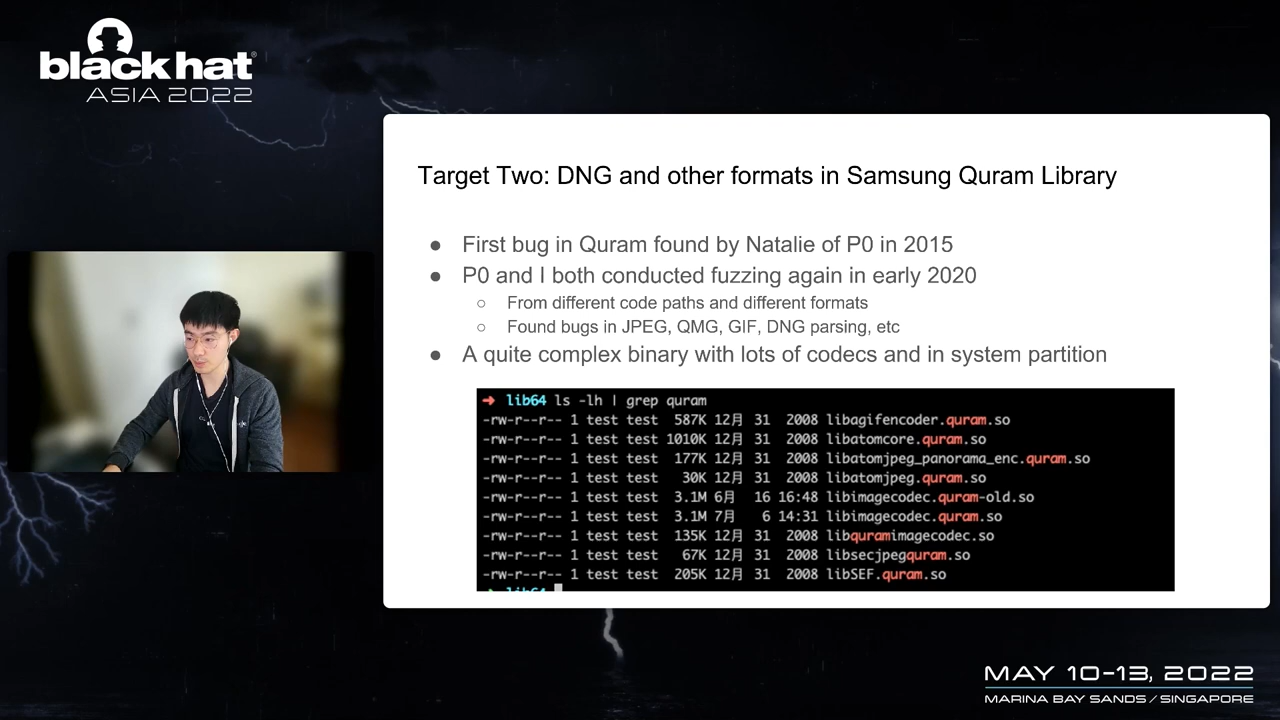 black hat®
ASIA 2022
Target Two: DNG and other formats in Samsung Quram Library
● First bug in Quram found by Natalie of P0 in 2015
● P0 and I both conducted fuzzing again in early 2020
○ From different code paths and different formats
○ Found bugs in JPEG, QMG, GIF, DNG parsing, etc
● A quite complex binary with lots of codecs and in system partition
➜ lib64 ls -lh | grep quram
-rw-r--r-- 1 test test 587K 12月 31 2008 libagifencoder.quram.so
-rw-r--r-- 1 test test 1010K 12月 31 2008 libatomcore.quram.so
-rw-r--r-- 1 test test 177K 12月 31 2008 libatomjpeg_panorama_enc.quram.so
-rw-r--r-- 1 test test 30K 12月 31 2008 libatomjpeg.quram.so
-rw-r--r-- 1 test test 3.1M 6月 16 16:48 libimagecodec.quram-old.so
-rw-r--r-- 1 test test 3.1M 7月 6 14:31 libimagecodec.quram.so
-rw-r--r-- 1 test test 135K 12月 31 2008 libquramimagecodec.so
-rw-r--r-- 1 test test 67K 12月 31 2008 libsecjpegquram.so
-rw-r--r-- 1 test test 205K 12月 31 2008 libSEF.quram.so
MAY 10-13, 2022
MARINA BAY SANDS / SINGAPORE